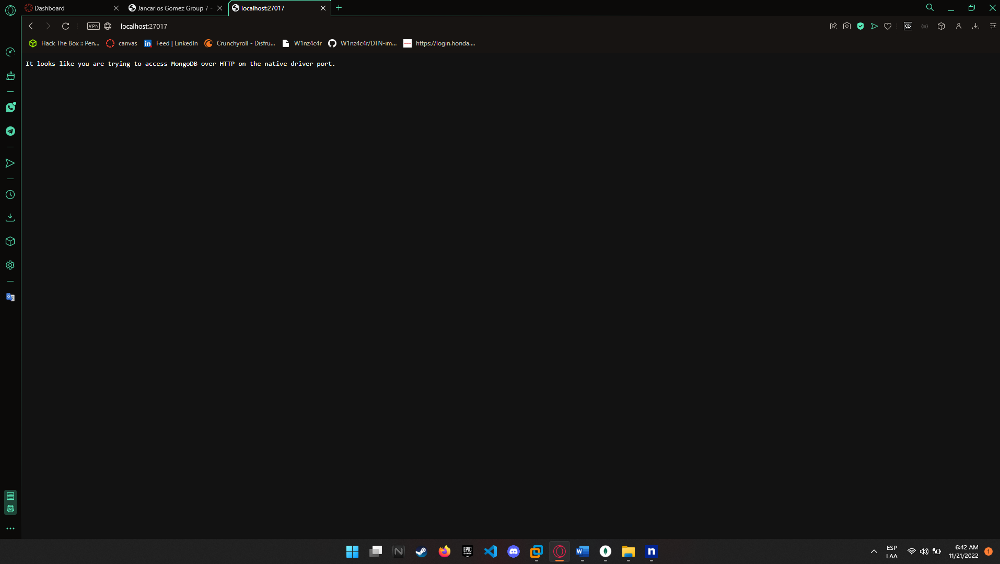 Dashboard
Jancarlos Gomez Group 7 -
localhost:27017
VPN
localhost:27017
Hack The Box :: Pen...
canvas
Feed | LinkedIn
Crunchyroll - Disfru...
W1nz4c4r
W1nz4c4r/DTN-im...
https://login.honda....
It looks like you are trying to access MongoDB over HTTP on the native driver port.
EPIC
GAMES
ESP
LAA
6:42 AM
11/21/2022
1